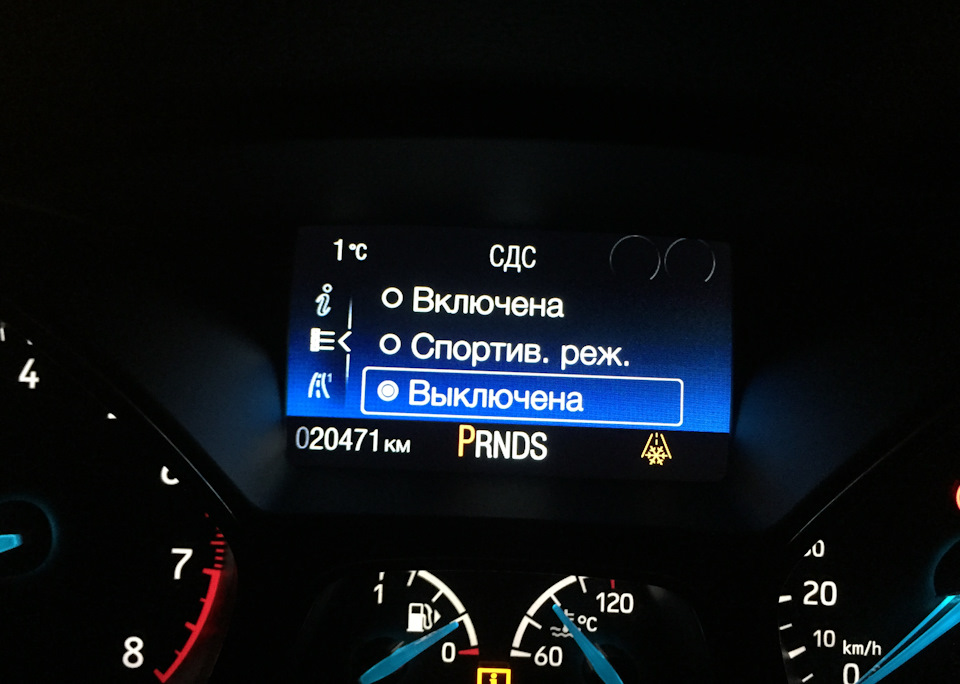 1°C СДС
Включена
Спортив. реж.
Выключена
020471 км PRNDS
4
7
8
1
0
120
°C
60
20
10 km/h
0